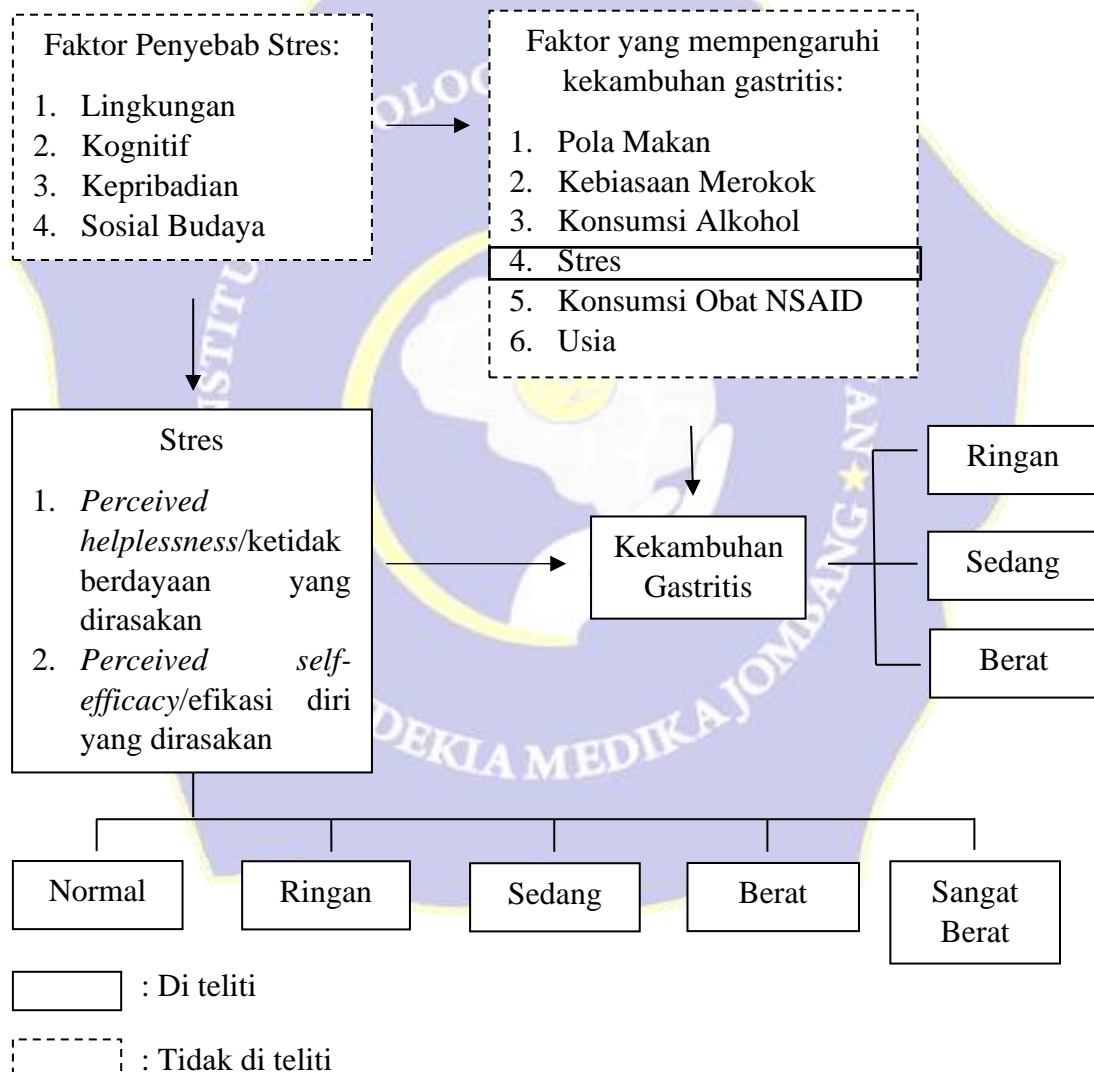 Faktor Penyebab Stres:
1. Lingkungan
2. Kognitif
3. Kepribadian
4. Sosial Budaya
Faktor yang mempengaruhi
kekambuhan gastritis:
1. Pola Makan
2. Kebiasaan Merokok
3. Konsumsi Alkohol
4. Stres
5. Konsumsi Obat NSAID
6. Usia
Stres
1. Perceived
helplessness/ketidak
berdayaan yang
dirasakan
2. Perceived self-
efficacy/efikasi diri
yang dirasakan
Kekambuhan
Gastritis
Ringan
Sedang
Berat
Normal
Ringan
Sedang
Berat
Sangat
Berat
: Di teliti
: Tidak di teliti
MEDIKA JOMBANG